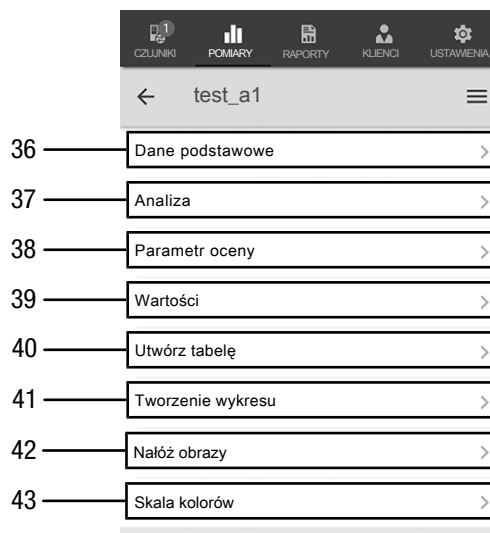 1
CZUJNIKI POMIARY RAPORTY KLIENCI USTAWIENIA
test_a1
36 Dane podstawowe
37 Analiza
38 Parametr oceny
39 Wartości
40 Utwórz tabelę
41 Tworzenie wykresu
42 Nałóż obrazy
43 Skala kolorów